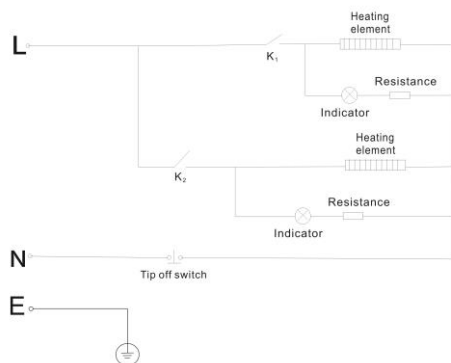 Heating
element
L
K1
Resistance
Indicator
Heating
element
K2
Resistance
Indicator
N
Tip off switch
E